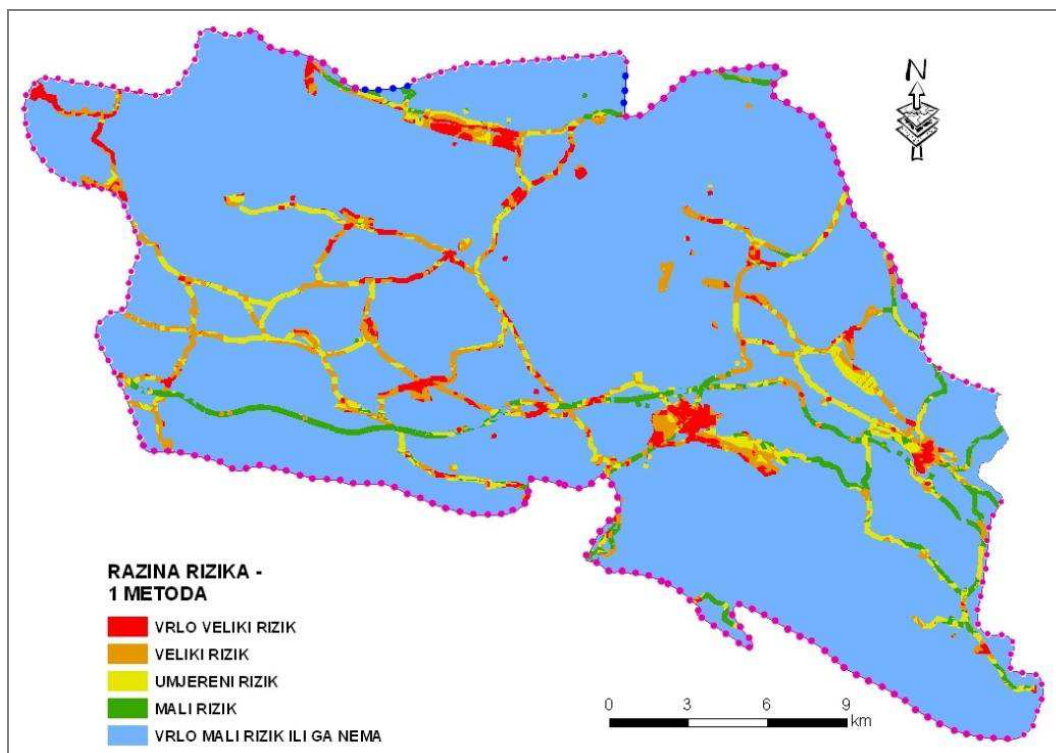 N
RAZINA RIZIKA -
1 METODA
VRLO VELIKI RIZIK
VELIKI RIZIK
UMJERENI RIZIK
MALI RIZIK
VRLO MALI RIZIK ILI GA NEMA
0 3 6 9
km